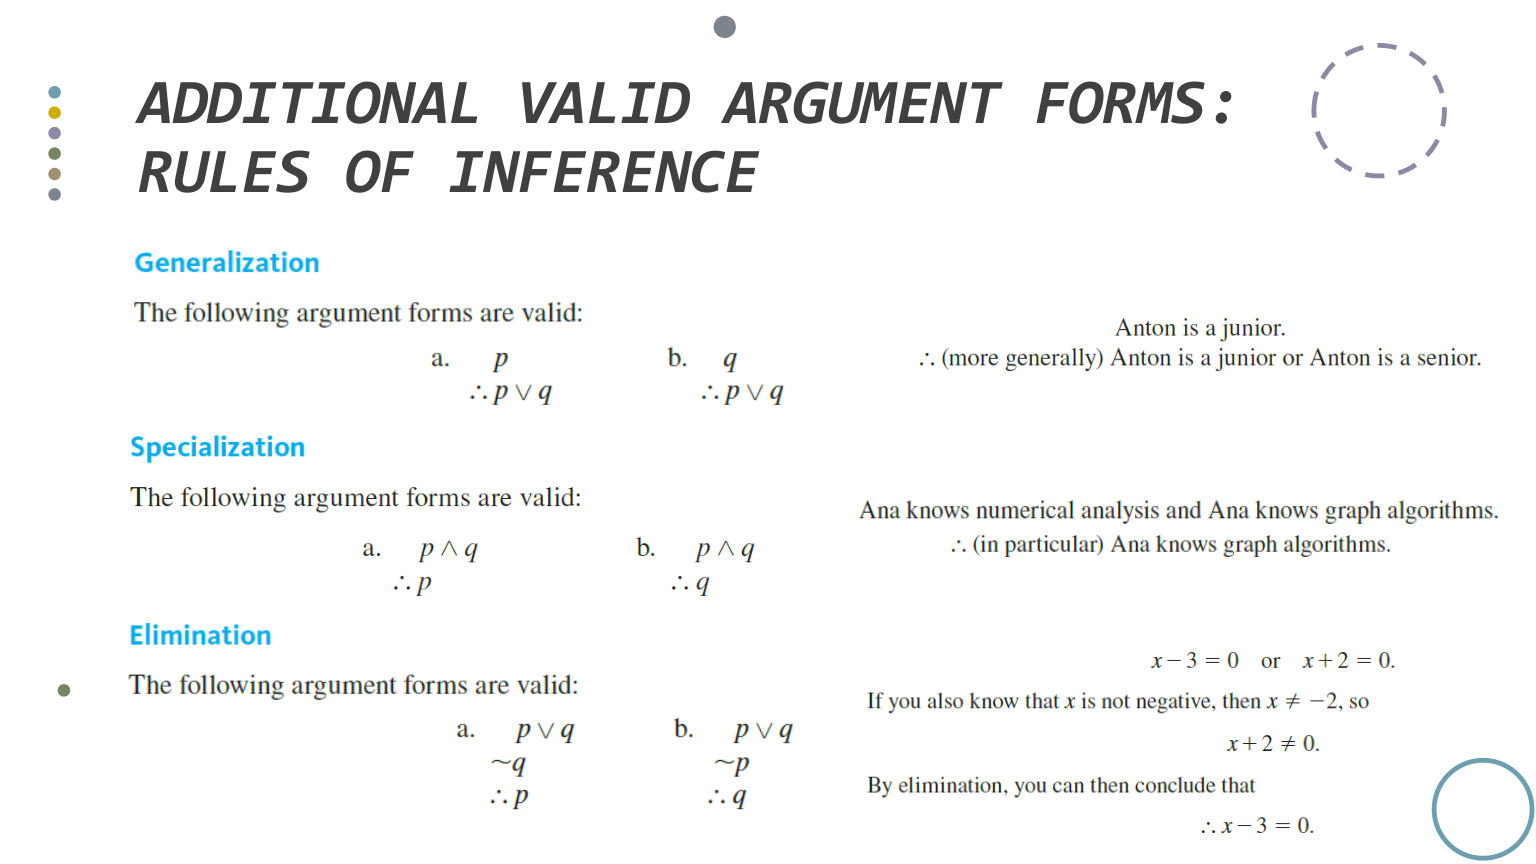 ADDITIONAL VALID ARGUMENT FORMS:
RULES OF INFERENCE
Generalization
The following argument forms are valid:
a. p b. q
∴ p ∨ q ∴ p ∨ q
Anton is a junior.
∴ (more generally) Anton is a junior or Anton is a senior.
Specialization
The following argument forms are valid:
a. p ∧ q b. p ∧ q
∴ p ∴ q
Ana knows numerical analysis and Ana knows graph algorithms.
∴ (in particular) Ana knows graph algorithms.
Elimination
The following argument forms are valid:
a. p ∨ q b. p ∨ q
~q ~p
∴ p ∴ q
x − 3 = 0 or x + 2 = 0.
If you also know that x is not negative, then x ≠ −2, so
x + 2 ≠ 0.
By elimination, you can then conclude that
∴ x − 3 = 0.